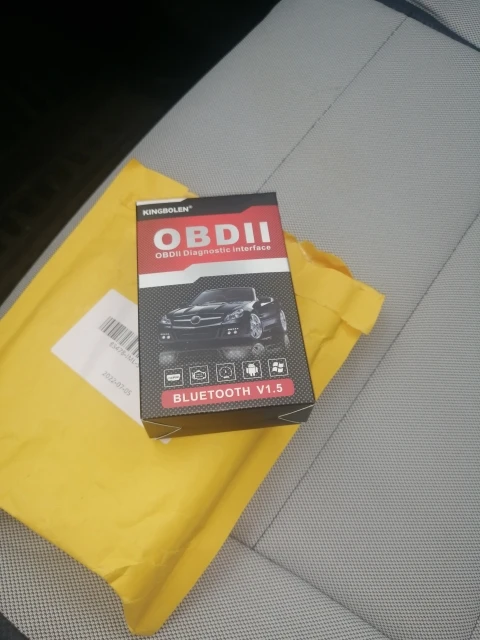 KINGBOLEN®
OBDII
OBDII Diagnostic Interface
BLUETOOTH V1.5